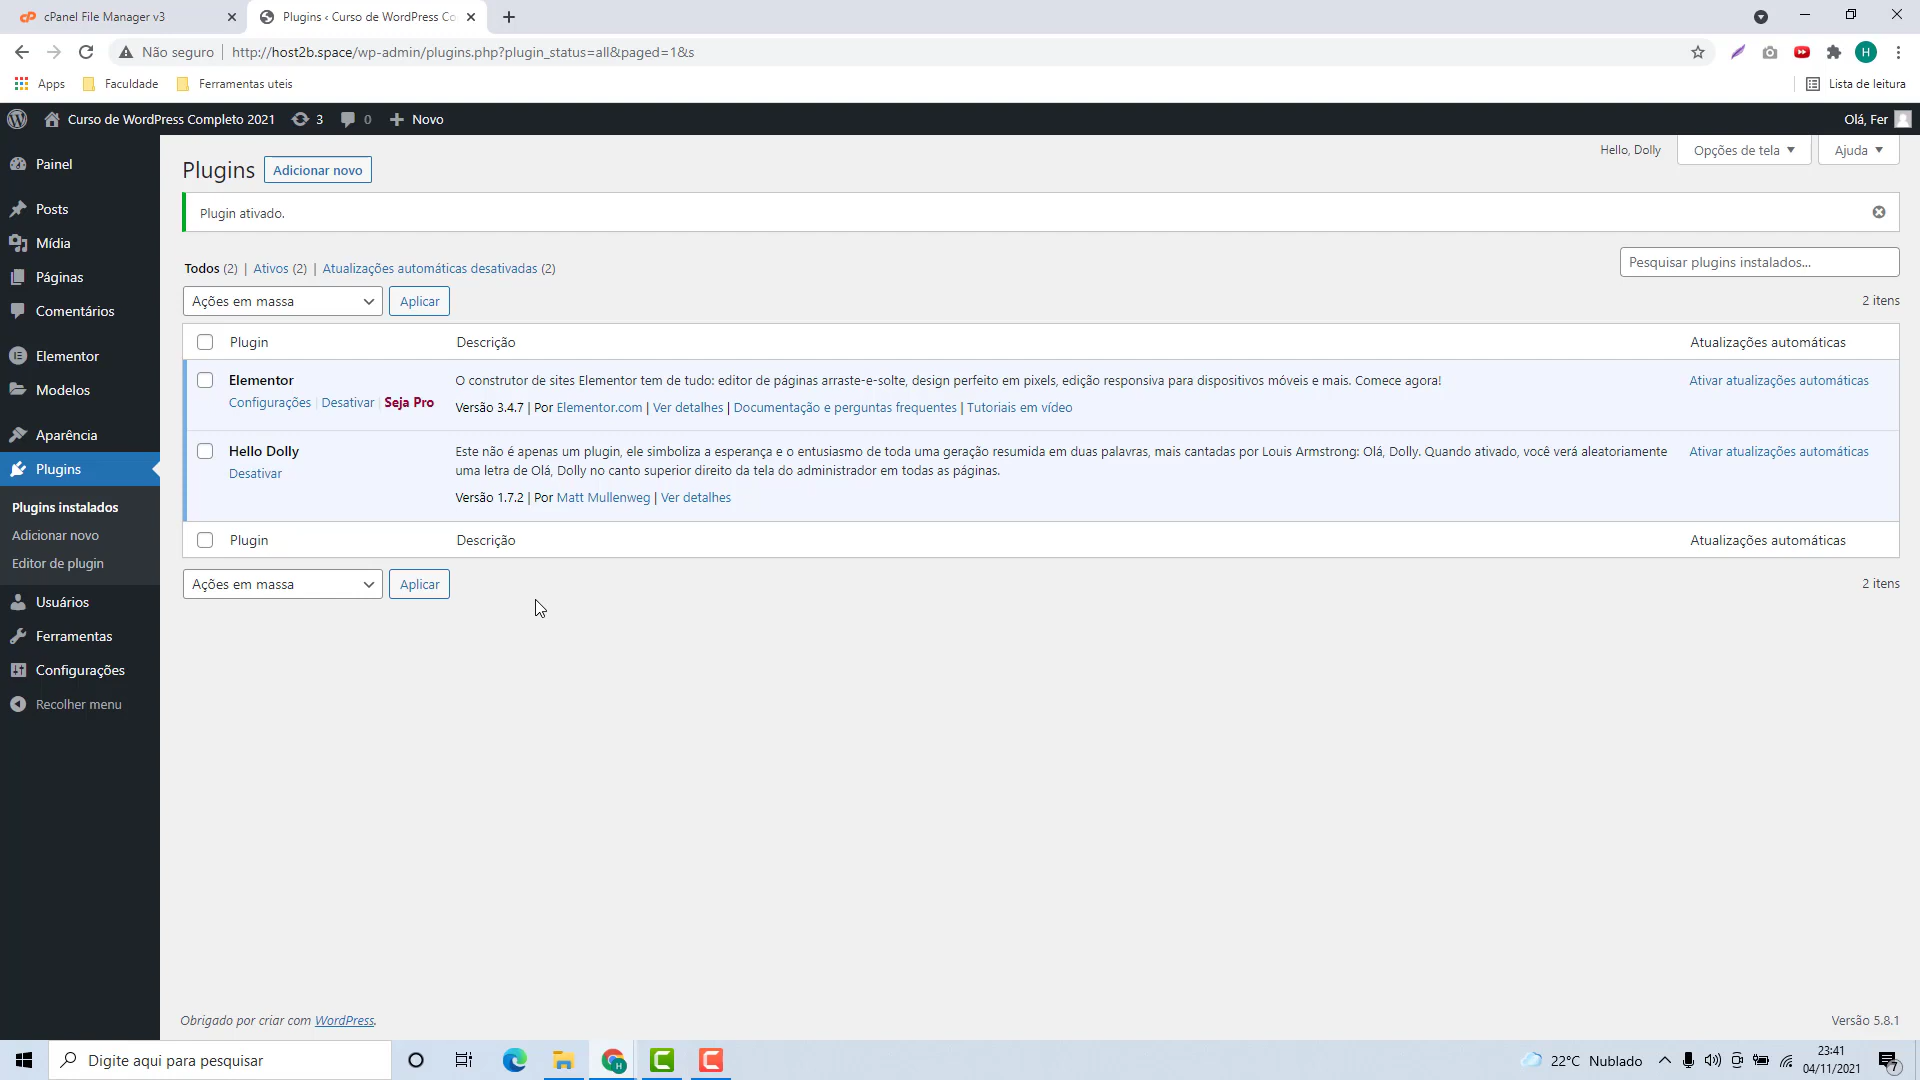 cPanel File Manager v3
Plugins ‹ Curso de WordPress Co
Não seguro
http://host2b.space/wp-admin/plugins.php?plugin_status=all&paged=1&s
H
Apps
Faculdade
Ferramentas uteis
Lista de leitura
Curso de WordPress Completo 2021
3
0
Novo
Olá, Fer
Painel
Posts
Mídia
Páginas
Comentários
Elementor
Modelos
Aparência
Plugins
Plugins instalados
Adicionar novo
Editor de plugin
Usuários
Ferramentas
Configurações
Recolher menu
Hello, Dolly
Opções de tela
Ajuda
Plugins
Adicionar novo
Plugin ativado.
Todos (2) | Ativos (2) | Atualizações automáticas desativadas (2)
Pesquisar plugins instalados...
Ações em massa
Aplicar
2 itens
Plugin
Descrição
Atualizações automáticas
Elementor
Configurações | Desativar | Seja Pro
O construtor de sites Elementor tem de tudo: editor de páginas arraste-e-solte, design perfeito em pixels, edição responsiva para dispositivos móveis e mais. Comece agora!
Versão 3.4.7 | Por Elementor.com | Ver detalhes | Documentação e perguntas frequentes | Tutoriais em vídeo
Ativar atualizações automáticas
Hello Dolly
Desativar
Este não é apenas um plugin, ele simboliza a esperança e o entusiasmo de toda uma geração resumida em duas palavras, mais cantadas por Louis Armstrong: Olá, Dolly. Quando ativado, você verá aleatoriamente
uma letra de Olá, Dolly no canto superior direito da tela do administrador em todas as páginas.
Versão 1.7.2 | Por Matt Mullenweg | Ver detalhes
Ativar atualizações automáticas
Plugin
Descrição
Atualizações automáticas
Ações em massa
Aplicar
2 itens
Obrigado por criar com WordPress.
Versão 5.8.1
Digite aqui para pesquisar
22°C Nublado
23:41
04/11/2021
7